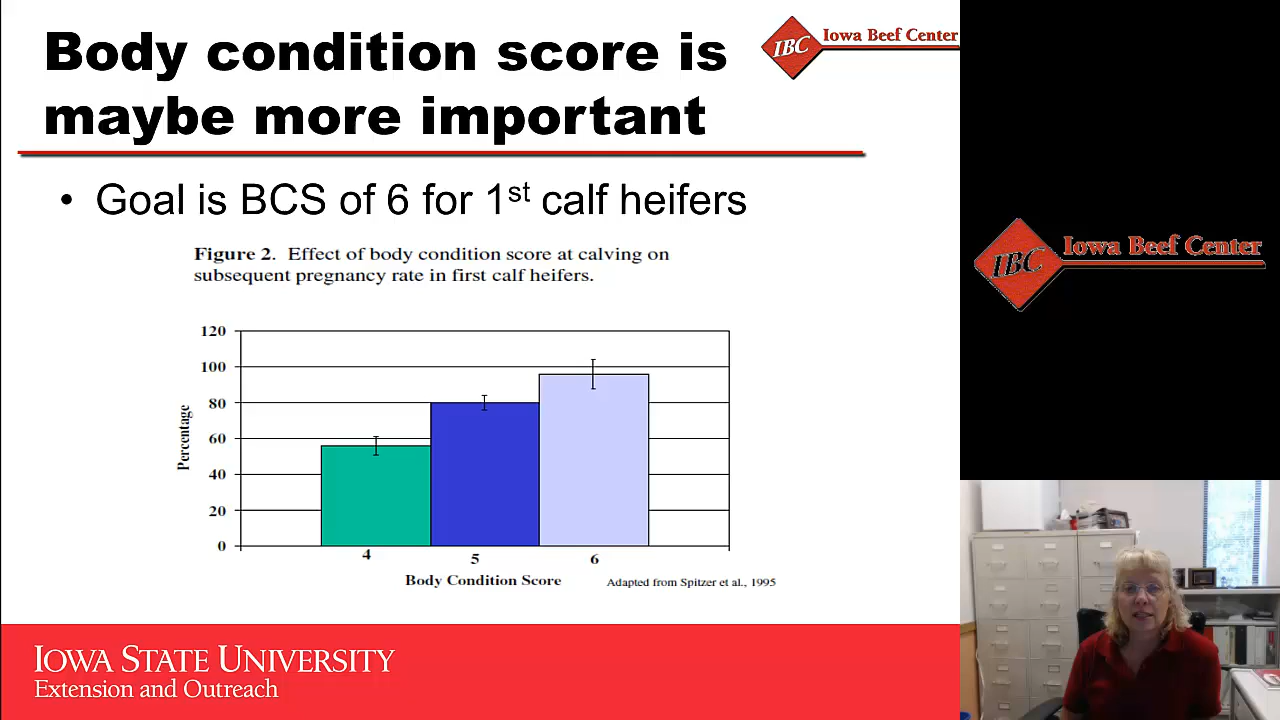 Body condition score is
maybe more important
IBC Iowa Beef Center
• Goal is BCS of 6 for 1st calf heifers
Figure 2. Effect of body condition score at calving on
subsequent pregnancy rate in first calf heifers.
120
100
80
60
40
20
0
Percentage
4
5
6
Body Condition Score
Adapted from Spitzer et al., 1995
IOWA STATE UNIVERSITY
Extension and Outreach
IBC Iowa Beef Center